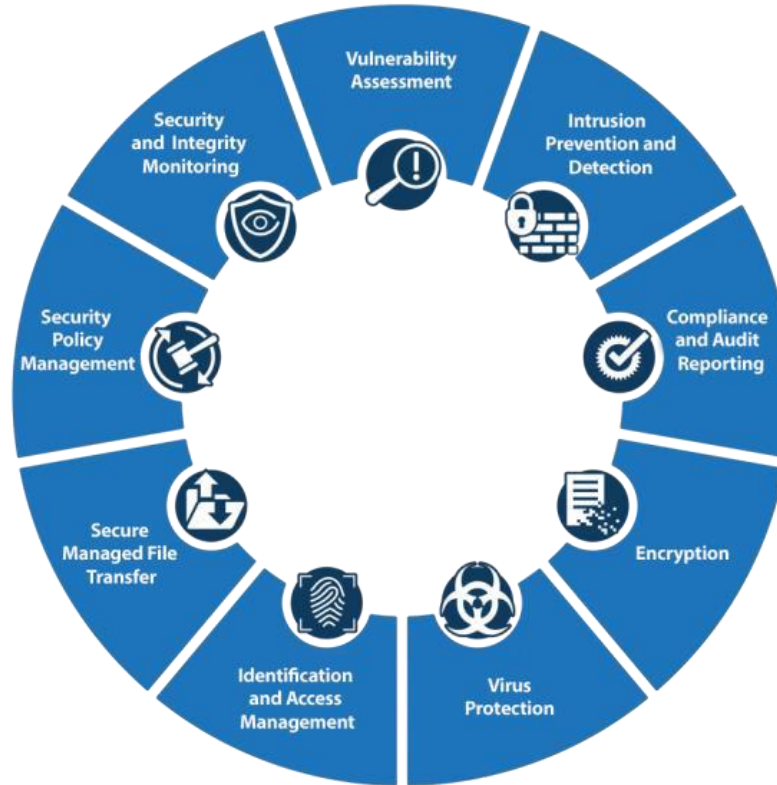 Vulnerability
Assessment
Intrusion
Prevention and
Detection
Compliance
and Audit
Reporting
Encryption
Virus
Protection
Identification
and Access
Management
Secure
Managed File
Transfer
Security
Policy
Management
Security
and Integrity
Monitoring